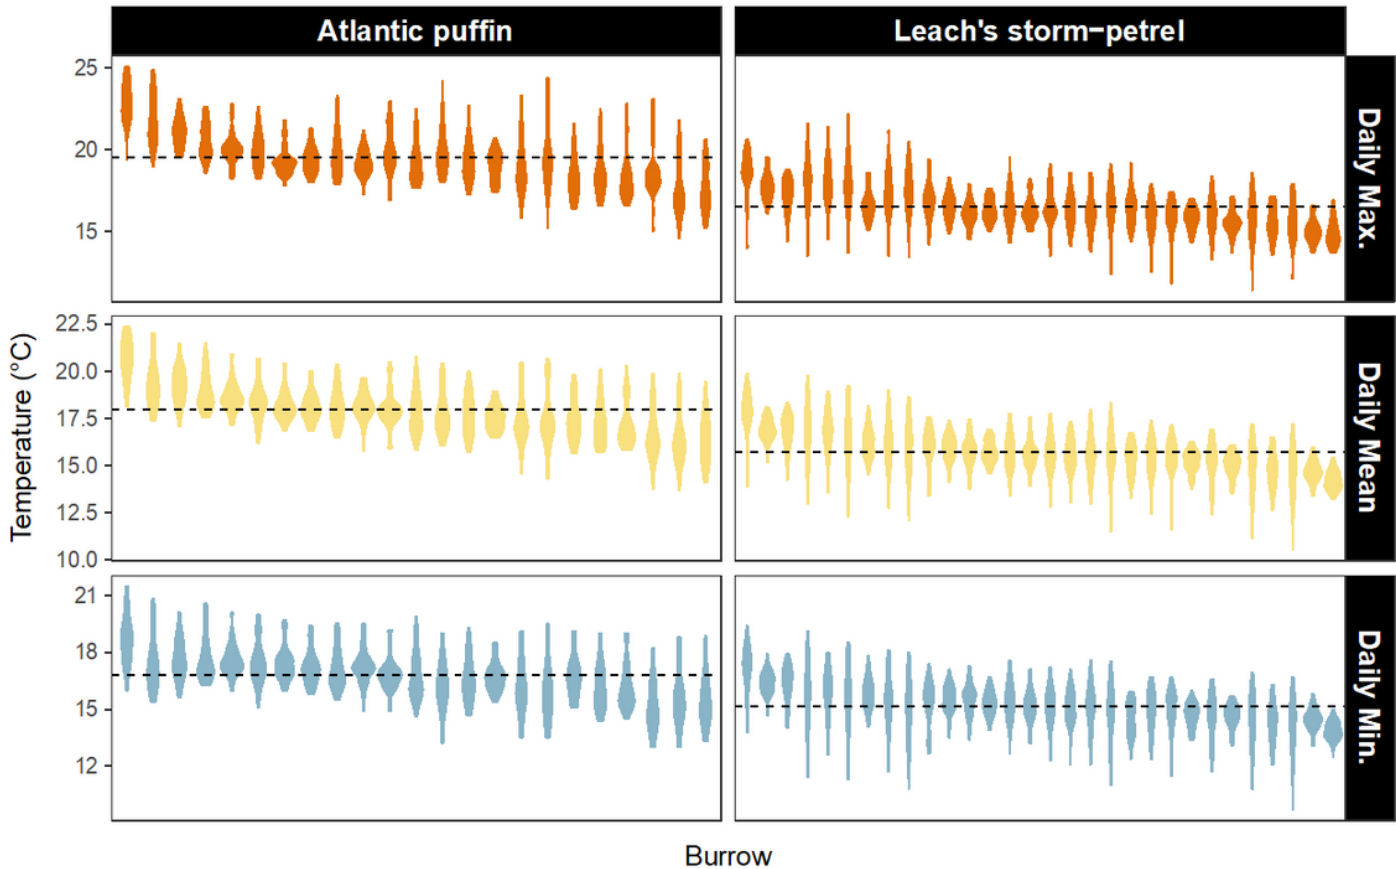 Atlantic puffin
Leach's storm−petrel
25
20
15
Daily Max.
Temperature (°C)
22.5
20.0
17.5
15.0
12.5
10.0
Daily Mean
21
18
15
12
Daily Min.
Burrow